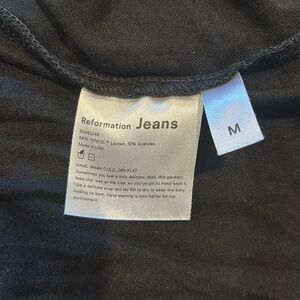 Reformation Jeans
88% TENCEL™ Lyocell, 12% Spandex
Made in USA
HAND WASH COLD, DRY FLAT
Sometimes you feel a little delicate. Well, this garment
feels that way all the time, so you've got to hand wash it.
Use a delicate soap and lay flat to dry to keep this baby
looking its best. Hand washing is also better for the
environment.
M